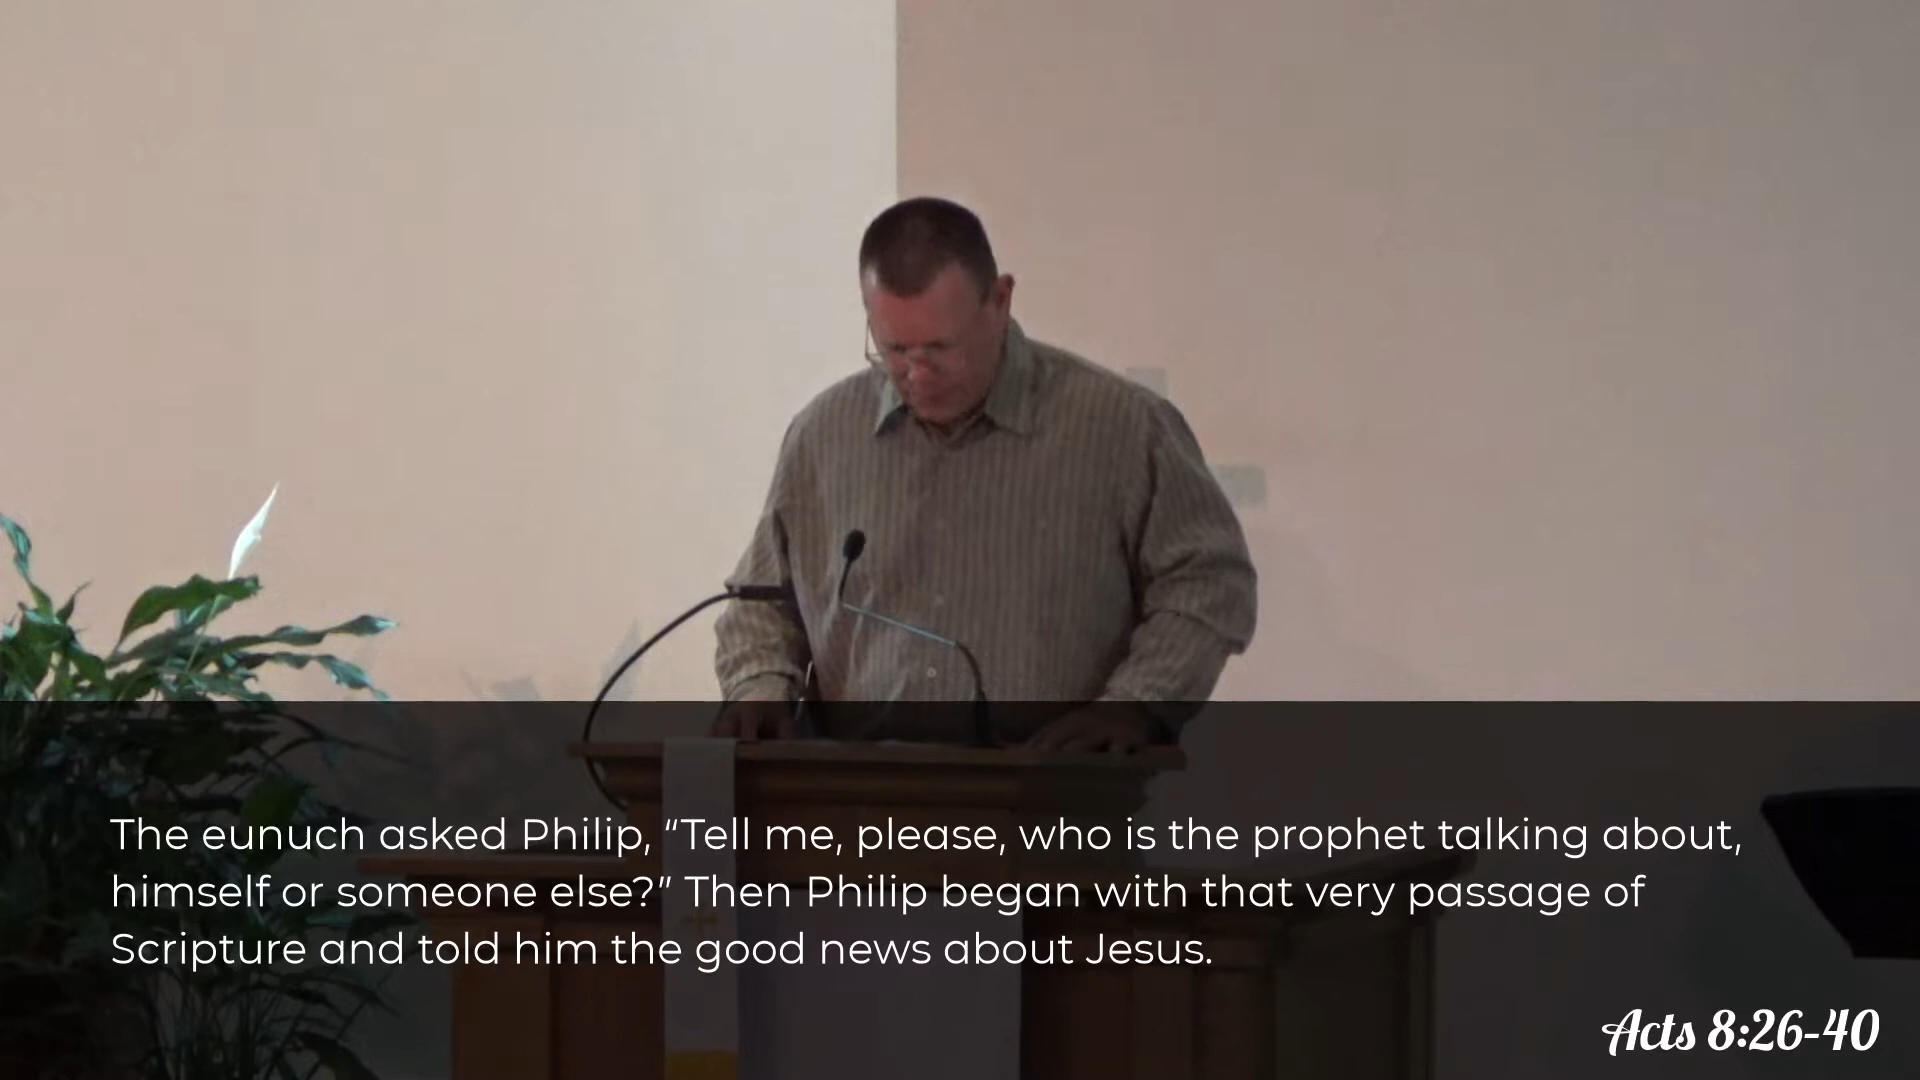 The eunuch asked Philip, “Tell me, please, who is the prophet talking about,
himself or someone else?” Then Philip began with that very passage of
Scripture and told him the good news about Jesus.
Acts 8:26-40